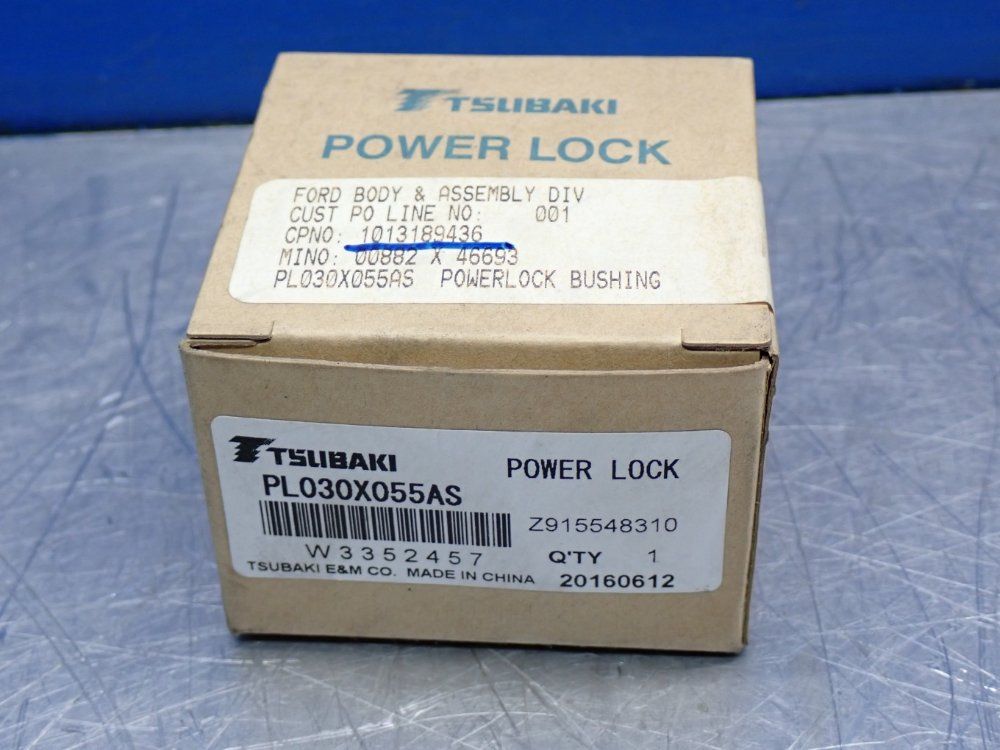 TSUBAKI
POWER LOCK
FORD BODY & ASSEMBLY DIV
CUST PO LINE NO: 001
CPNO: 1013189436
MINO: 00882 X 46693
PL030X055AS POWERLOCK BUSHING
TSUBAKI POWER LOCK
PL030X055AS
Z915548310
W3352457 Q'TY 1
TSUBAKI E&M CO. MADE IN CHINA 20160612